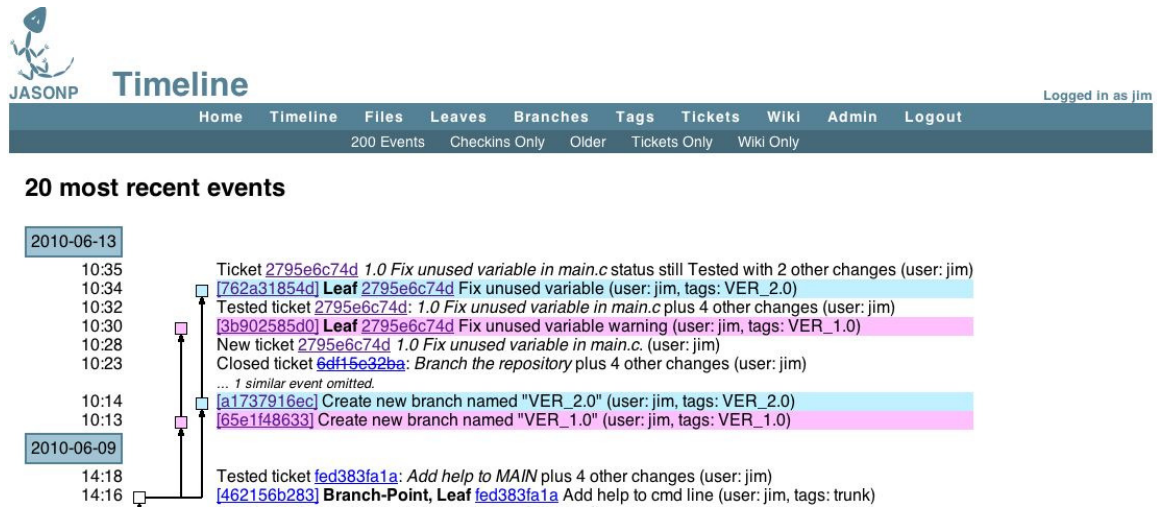 JASONP
Timeline
Logged in as jim
Home Timeline Files Leaves Branches Tags Tickets Wiki Admin Logout
200 Events Checkins Only Older Tickets Only Wiki Only
20 most recent events
2010-06-13
10:35 Ticket 2795e6c74d 1.0 Fix unused variable in main.c status still Tested with 2 other changes (user: jim)
10:34 [762a31854d] Leaf 2795e6c74d Fix unused variable (user: jim, tags: VER_2.0)
10:32 Tested ticket 2795e6c74d: 1.0 Fix unused variable in main.c plus 4 other changes (user: jim)
10:30 [3b902585d0] Leaf 2795e6c74d Fix unused variable warning (user: jim, tags: VER_1.0)
10:28 New ticket 2795e6c74d 1.0 Fix unused variable in main.c. (user: jim)
10:23 Closed ticket 6df15c32ba: Branch the repository plus 4 other changes (user: jim)
... 1 similar event omitted.
10:14 [a1737916ec] Create new branch named "VER_2.0" (user: jim, tags: VER_2.0)
10:13 [65e1f48633] Create new branch named "VER_1.0" (user: jim, tags: VER_1.0)
2010-06-09
14:18 Tested ticket fed383fa1a: Add help to MAIN plus 4 other changes (user: jim)
14:16 [462156b283] Branch-Point, Leaf fed383fa1a Add help to cmd line (user: jim, tags: trunk)